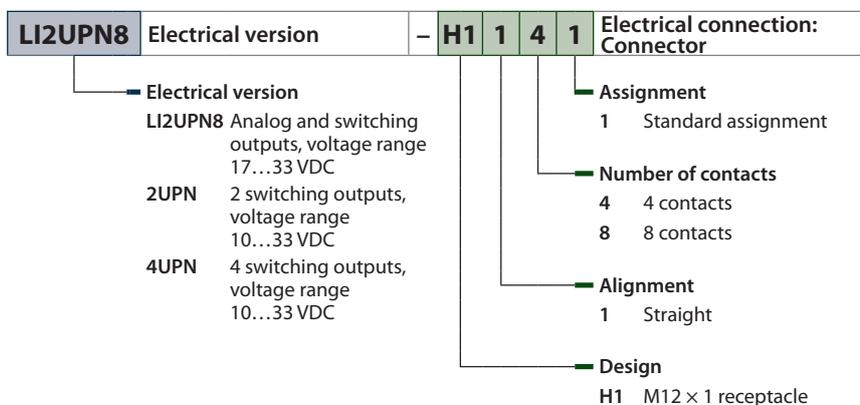 LI2UPN8 Electrical version – H1 1 4 1 Electrical connection:
Connector
Electrical version
LI2UPN8 Analog and switching
outputs, voltage range
17…33 VDC
2UPN 2 switching outputs,
voltage range
10…33 VDC
4UPN 4 switching outputs,
voltage range
10…33 VDC
Assignment
1 Standard assignment
Number of contacts
4 4 contacts
8 8 contacts
Alignment
1 Straight
Design
H1 M12 × 1 receptacle